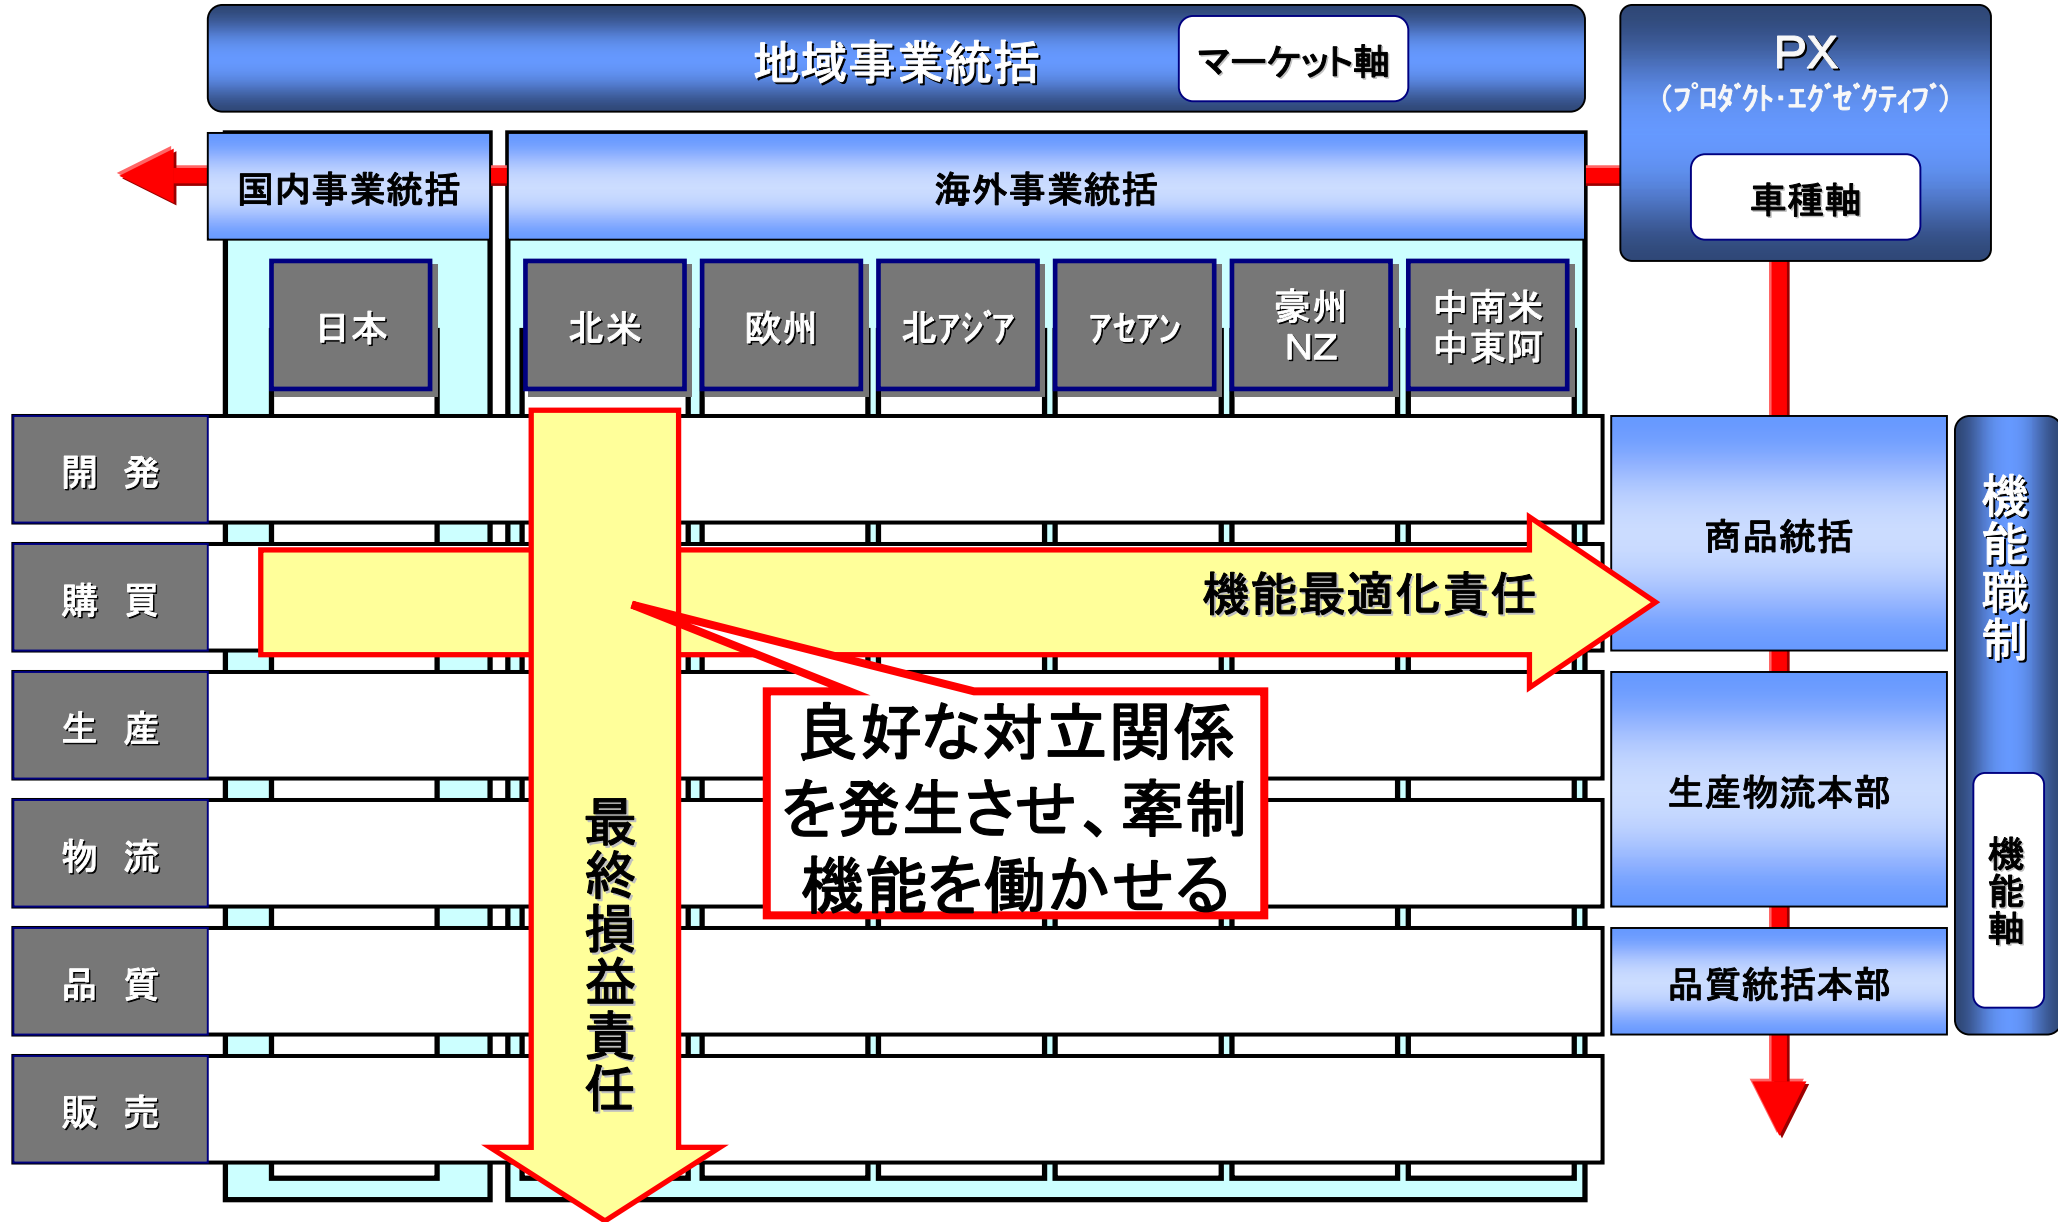 地域事業統括
マーケット軸
ＰＸ
（ﾌﾟﾛﾀﾞｸﾄ・ｴｸﾞｾﾞｸﾃｨﾌﾞ）
車種軸
国内事業統括
海外事業統括
日本
北米
欧州
北ｱｼﾞｱ
ｱｾｱﾝ
豪州
ＮＺ
中南米
中東阿
開　発
購　買
生　産
物　流
品　質
販　売
機能最適化責任
最終損益責任
良好な対立関係
を発生させ、牽制
機能を働かせる
商品統括
生産物流本部
品質統括本部
機能職制
機能軸